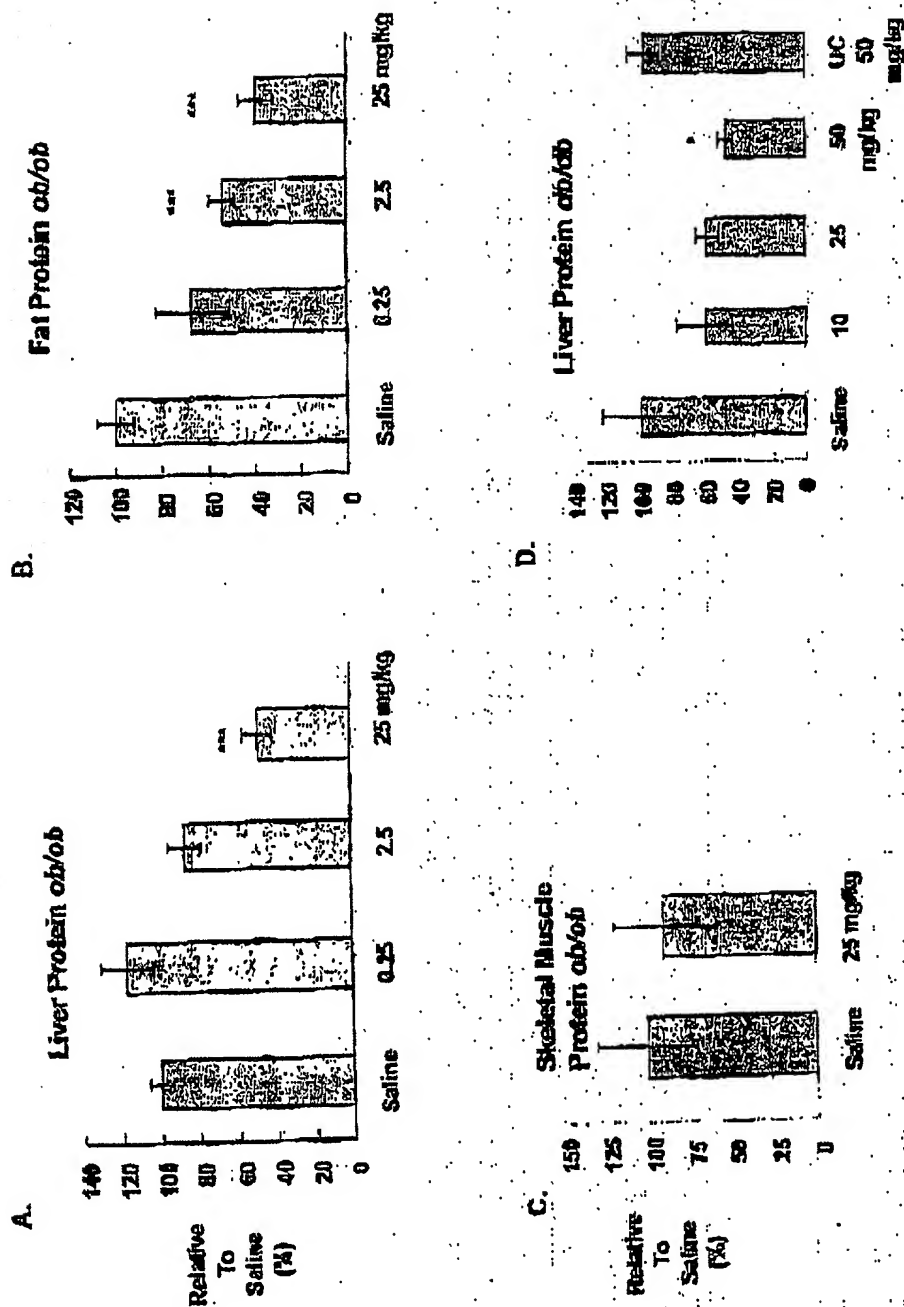 A.
Liver Protein ob/ob
Relative
To
Saline
(%)
140
120
100
80
60
40
20
0
Saline
0.25
2.5
25 mg/kg
***
B.
Fat Protein ob/ob
120
100
80
60
40
20
0
Saline
0.25
2.5
25 mg/kg
***
C.
Skeletal Muscle
Protein ob/ob
Relative
To
Saline
(%)
150
125
100
75
50
25
0
Saline
25 mg/kg
D.
Liver Protein db/db
140
120
100
80
60
40
20
0
Saline
10
25
50
mg/kg
*
UC
50
mg/kg